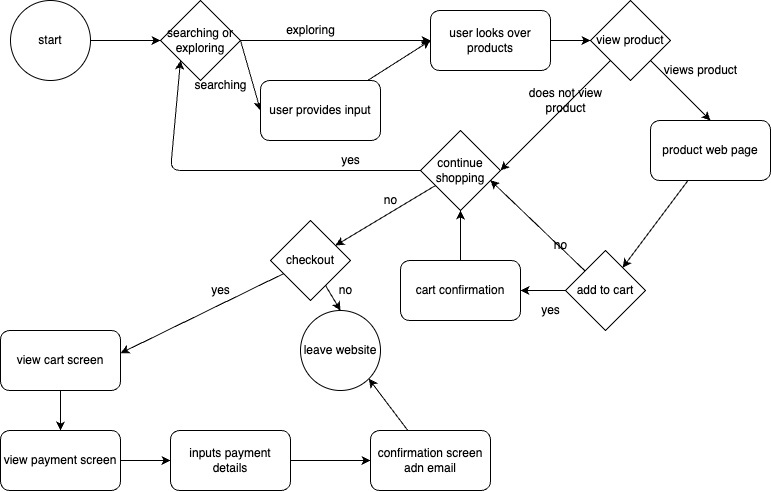 start
searching or
exploring
exploring
searching
user provides input
user looks over
products
view product
does not view
product
views product
product web page
continue
shopping
yes
no
add to cart
no
yes
cart confirmation
checkout
yes
no
leave website
view cart screen
view payment screen
inputs payment
details
confirmation screen
adn email